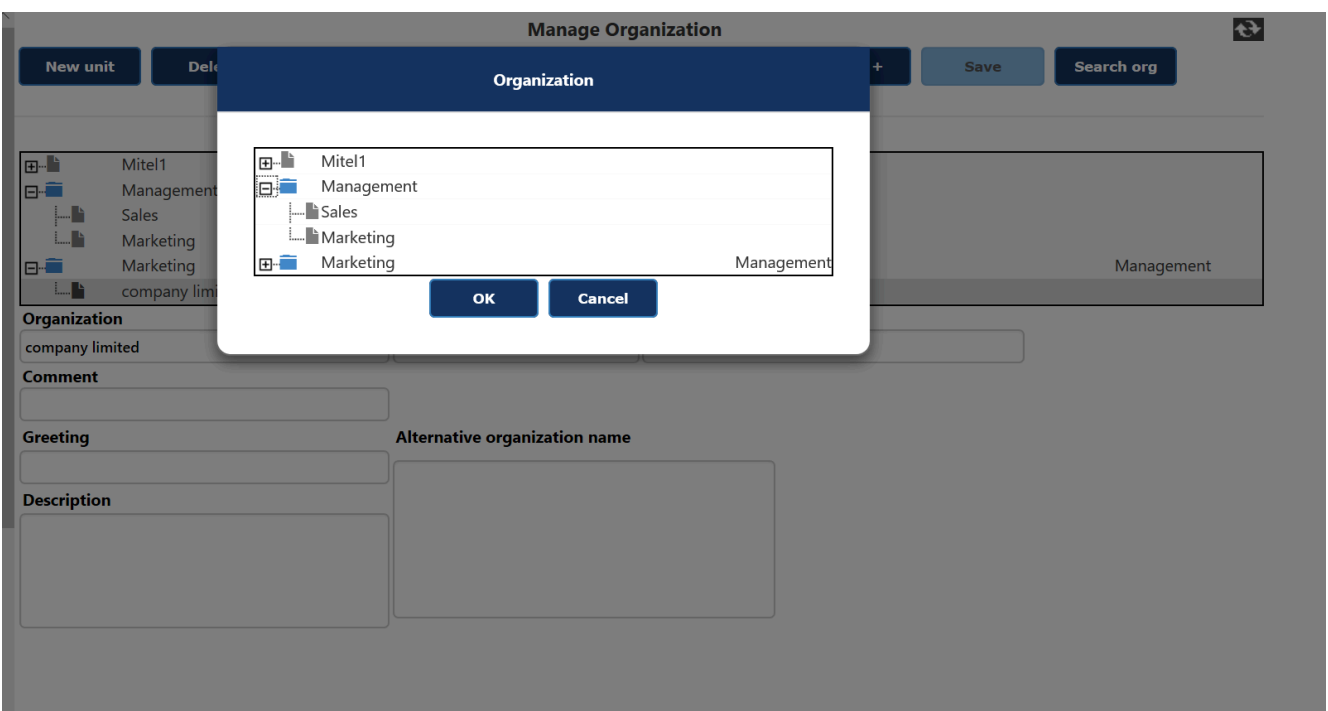 Manage Organization
New unit
Dele
+
Save
Search org
Organization
Mitel1
Management
Sales
Marketing
Marketing Management
OK Cancel
Mitel1
Management
Sales
Marketing
Marketing Management
company limi
Organization
company limited
Comment
Greeting
Alternative organization name
Description